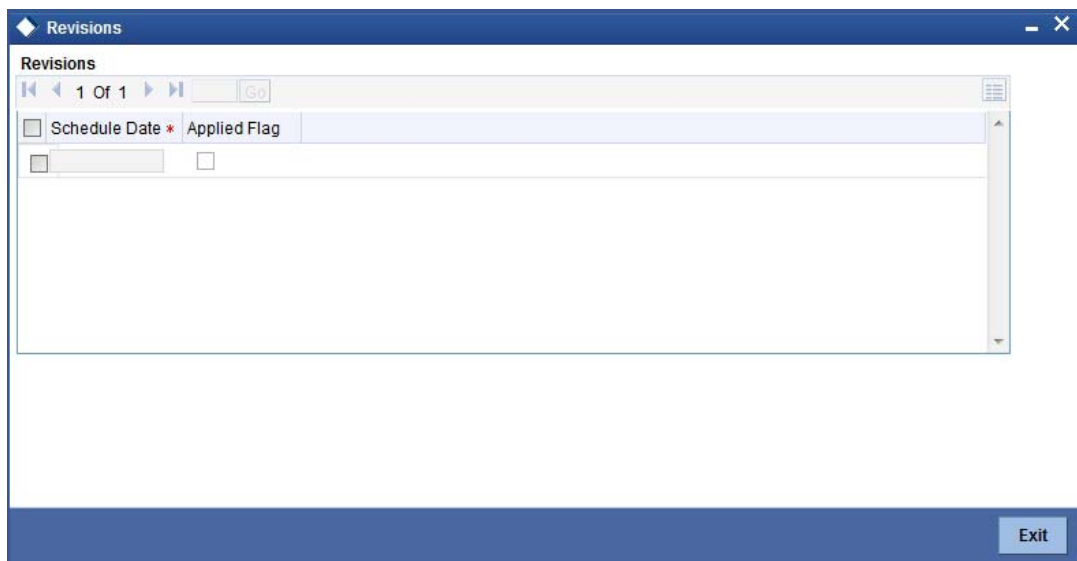 Revisions
Revisions
1 Of 1 Go
Schedule Date * Applied Flag
Exit